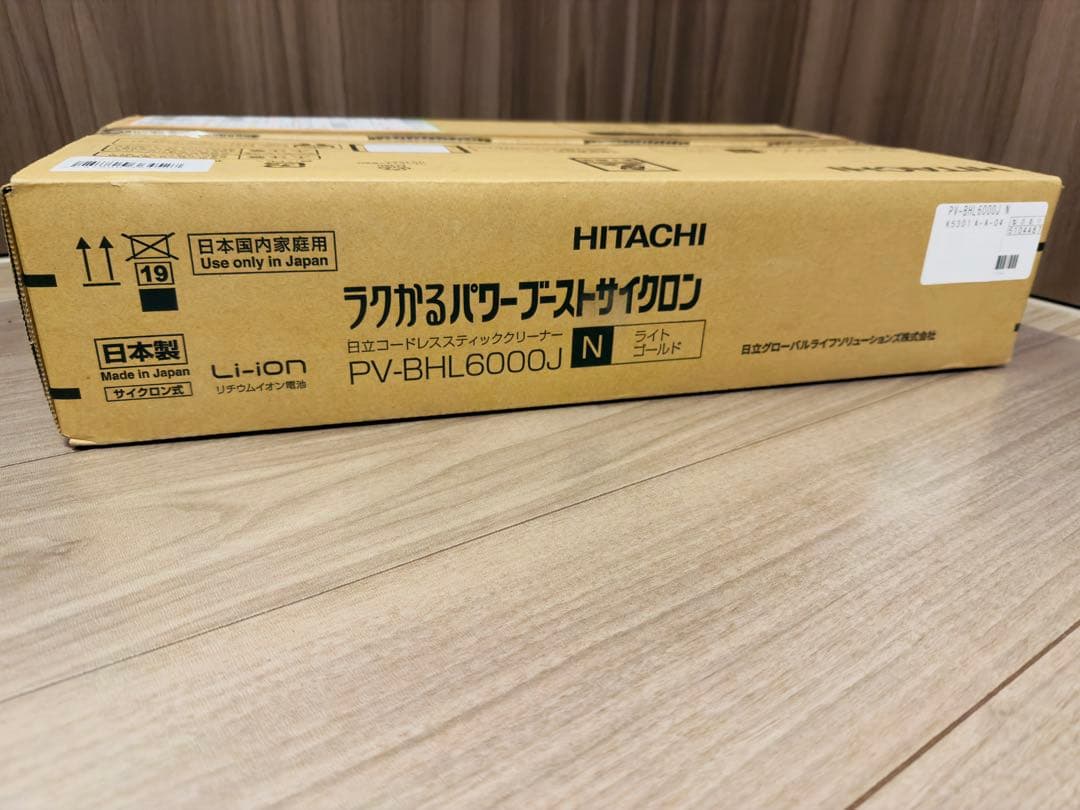 HITACHI
日本国内家庭用
Use only in Japan
19
HITACHI
ラクかるパワーブーストサイクロン
日立コードレススティッククリーナー
PV-BHL6000J
N
ライト
ゴールド
日本製
Made in Japan
サイクロン式
Li-ion
リチウムイオン電池
日立グローバルライフソリューションズ株式会社
PV-BHL6000J N
K5301 A-A-04